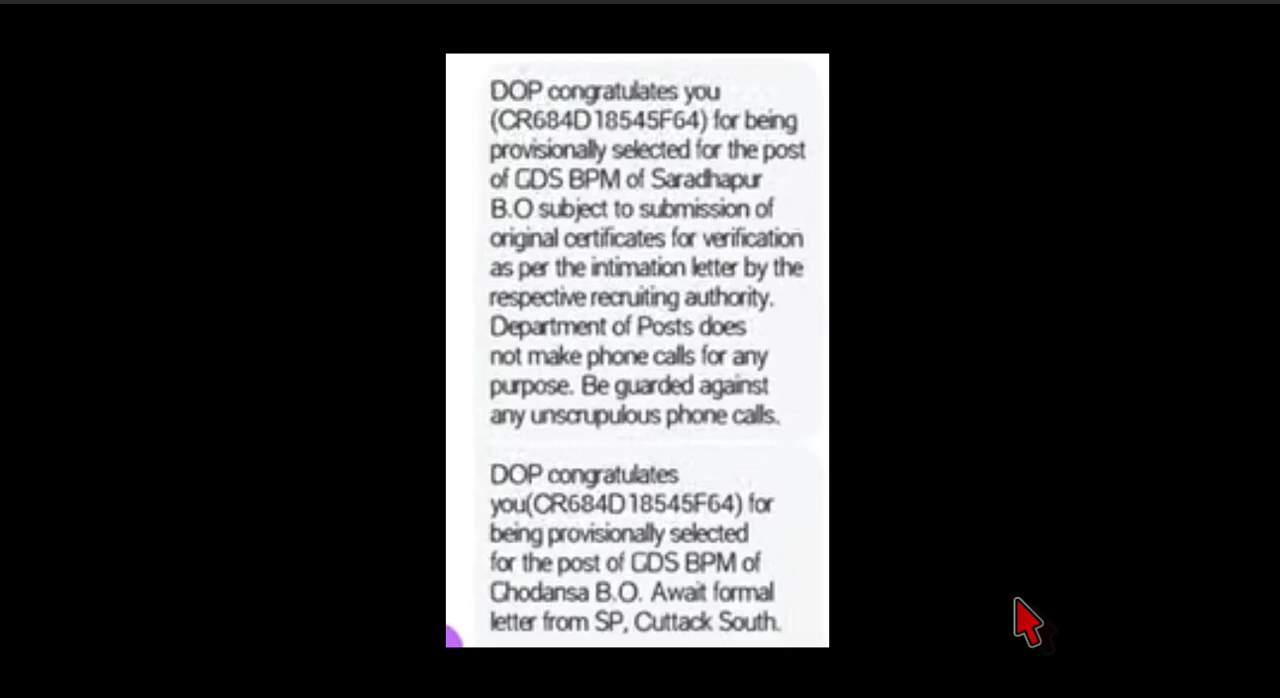 DOP congratulates you
(CR684D18545F64) for being
provisionally selected for the post
of GDS BPM of Saradhapur
B.O subject to submission of
original certificates for verification
as per the intimation letter by the
respective recruiting authority.
Department of Posts does
not make phone calls for any
purpose. Be guarded against
any unscrupulous phone calls.
DOP congratulates
you(CR684D18545F64) for
being provisionally selected
for the post of GDS BPM of
Chodansa B.O. Await formal
letter from SP, Cuttack South.